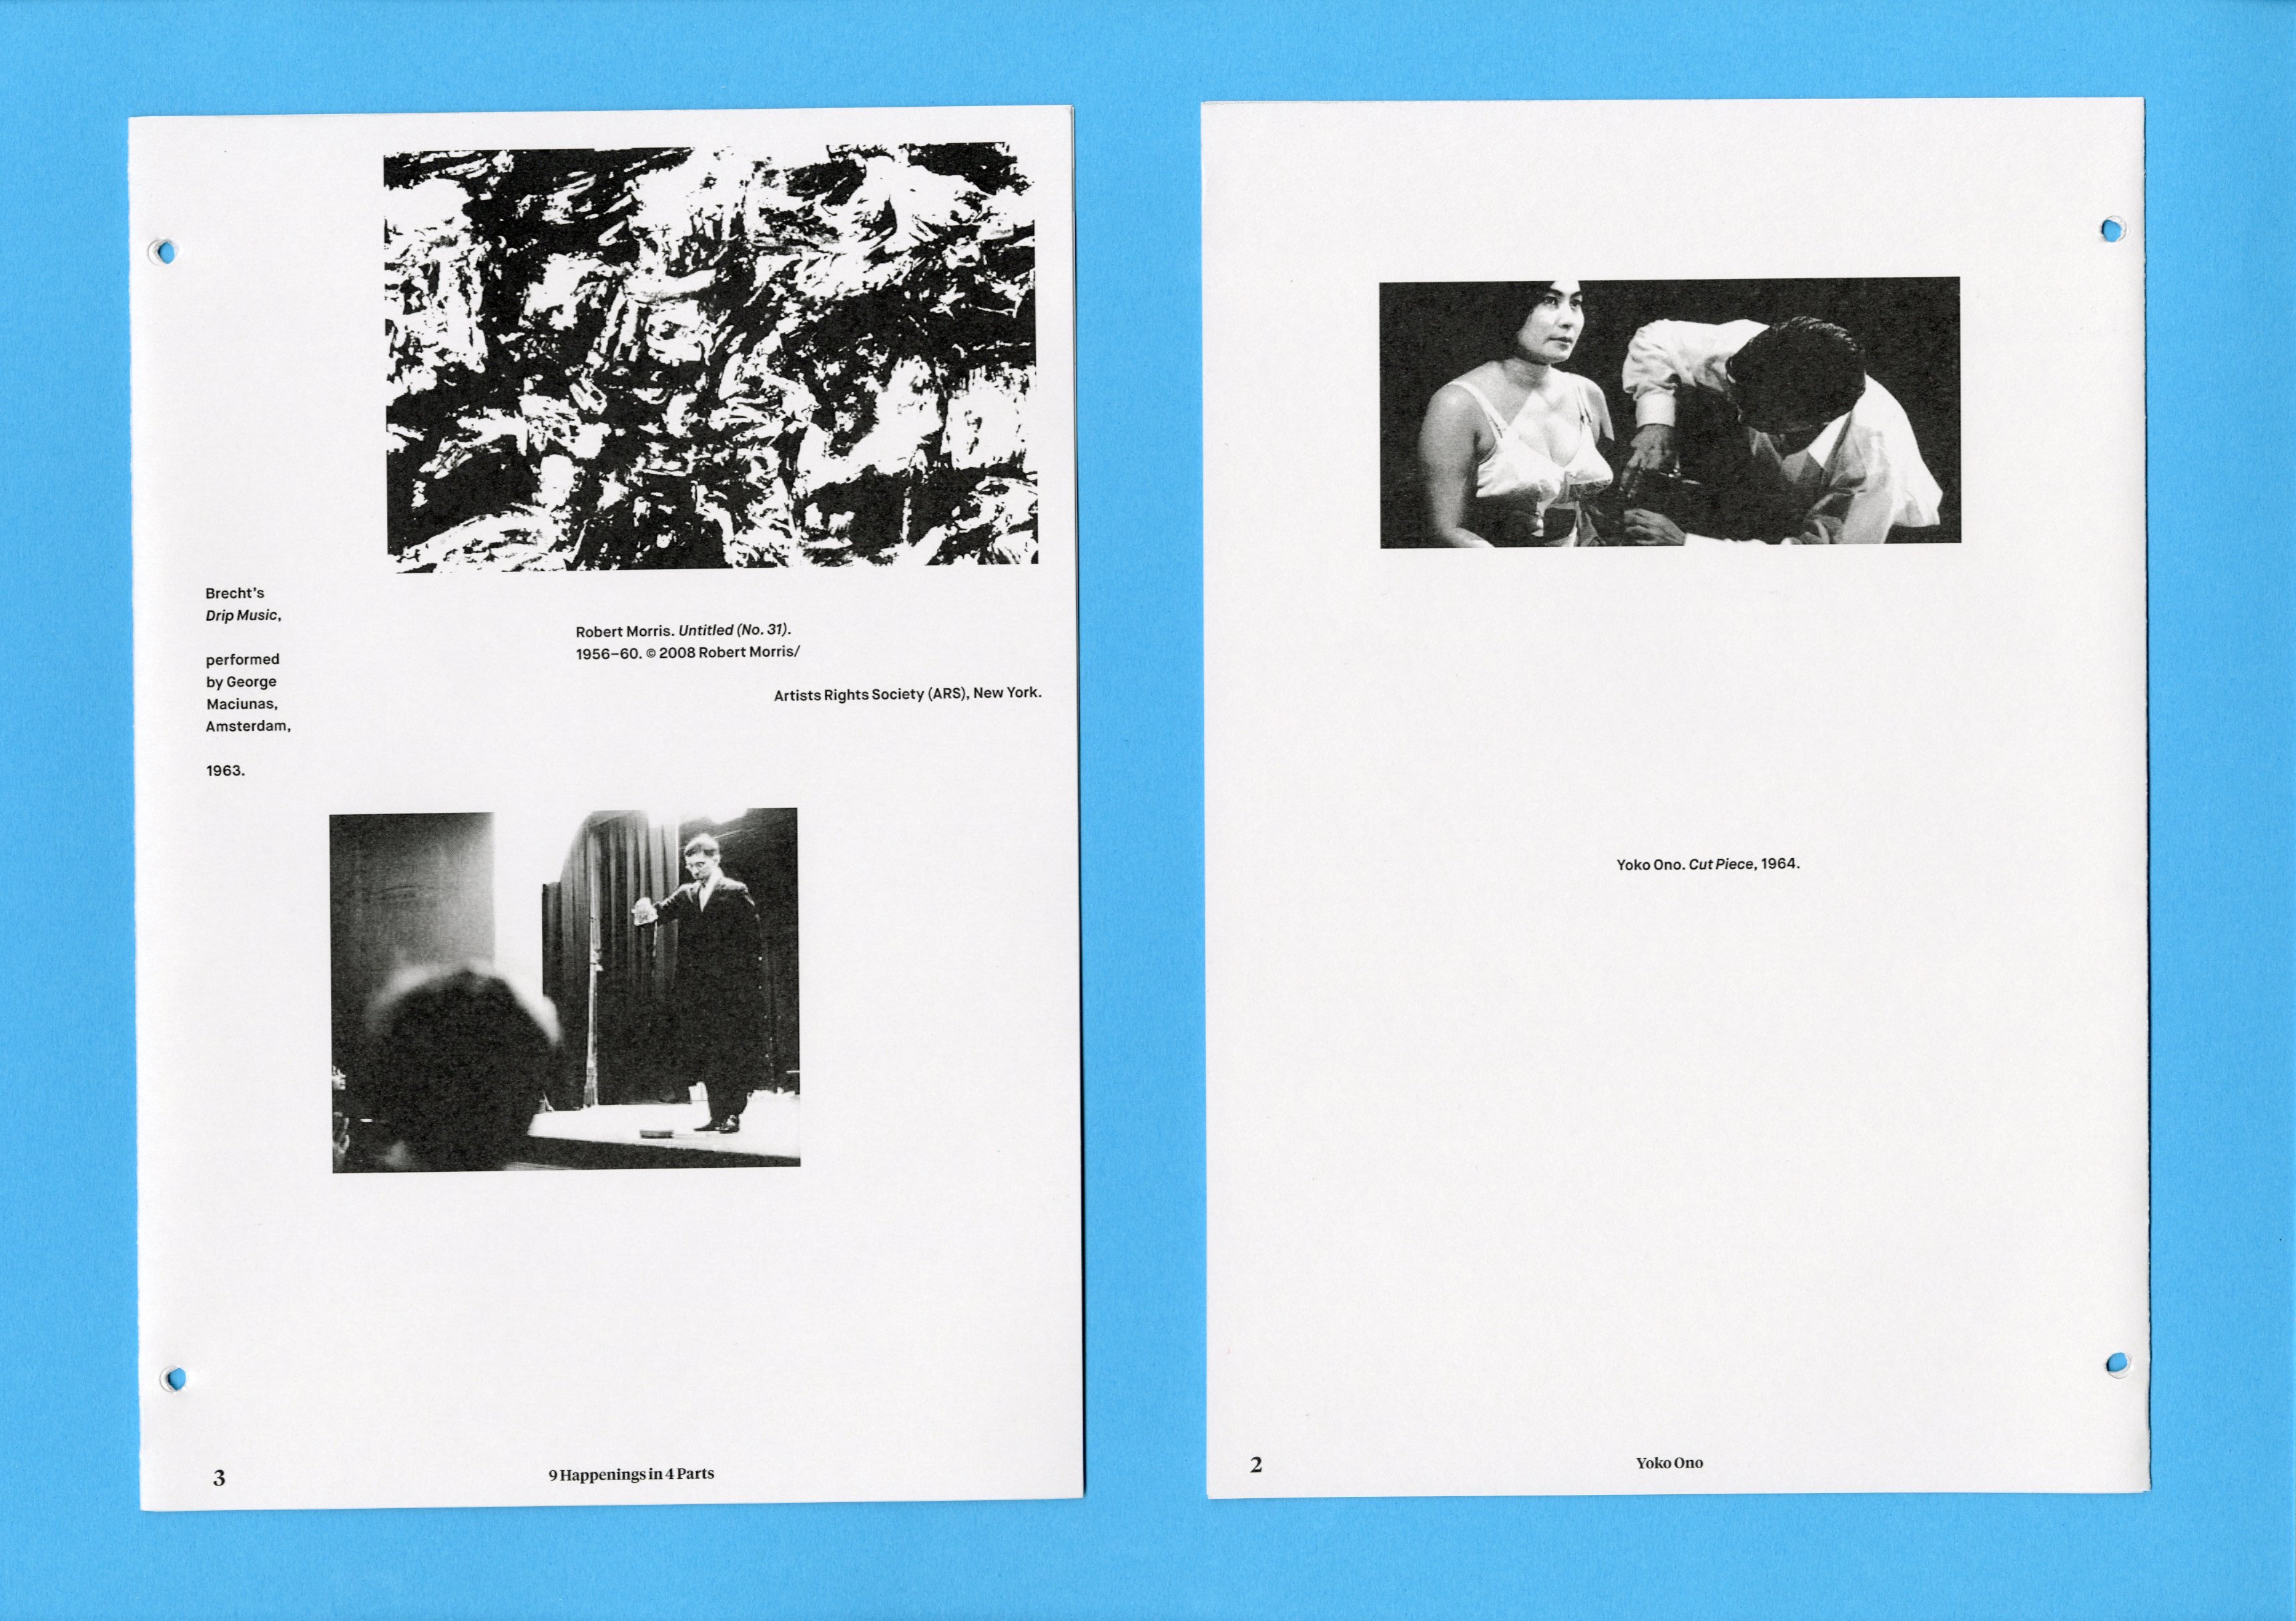 Brecht’s
Drip Music,
performed
by George
Maciunas,
Amsterdam,
1963.
Robert Morris. Untitled (No. 31).
1956–60. © 2008 Robert Morris/
Artists Rights Society (ARS), New York.
3
9 Happenings in 4 Parts
Yoko Ono. Cut Piece, 1964.
2
Yoko Ono